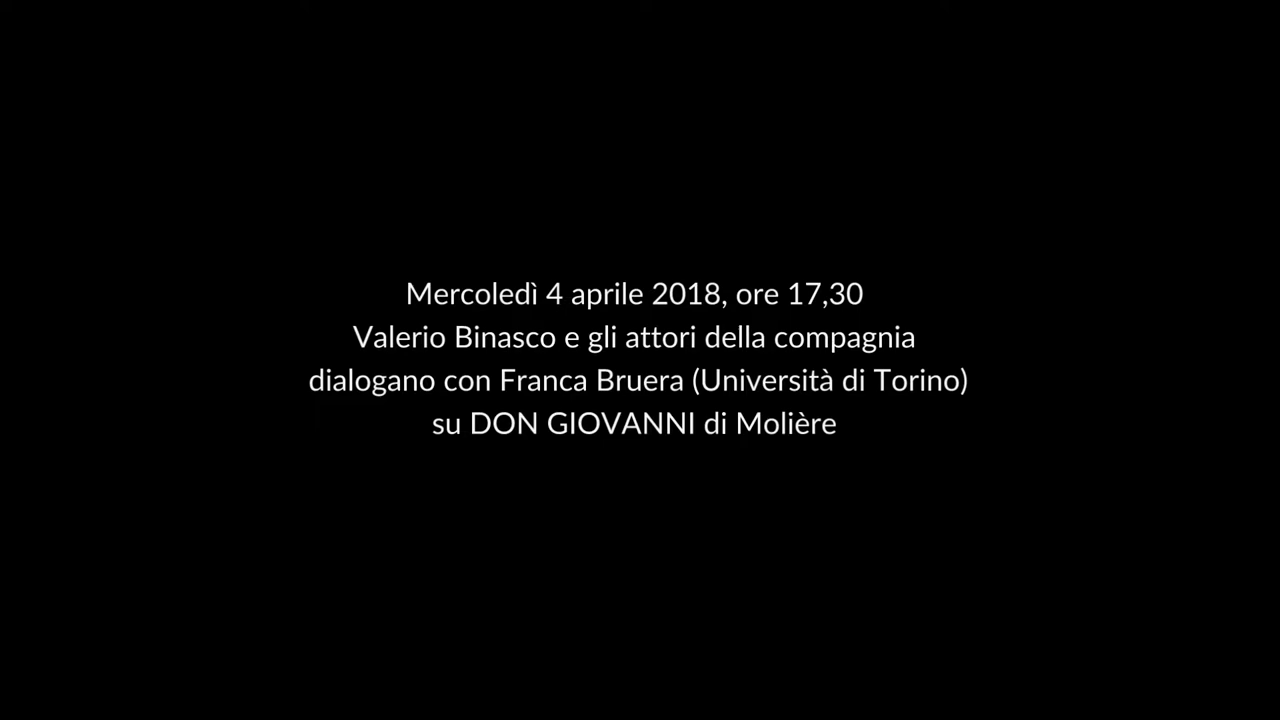 Mercoledì 4 aprile 2018, ore 17,30
Valerio Binasco e gli attori della compagnia
dialogano con Franca Bruera (Università di Torino)
su DON GIOVANNI di Molière